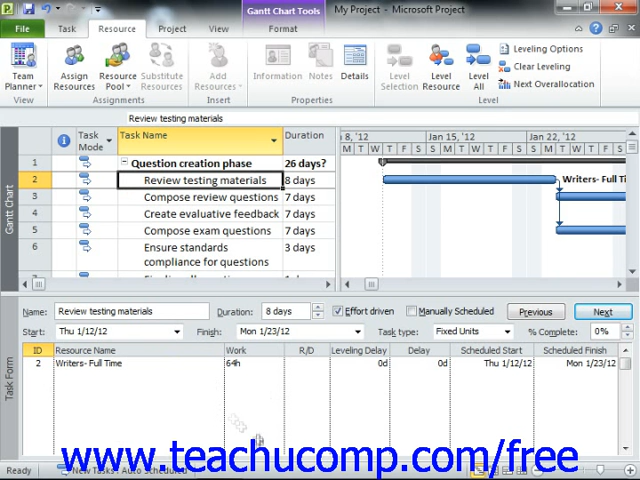 Gantt Chart Tools
My Project - Microsoft Project
File Task Resource Project View Format
Team Planner
Assign Resources
Resource Pool
Substitute Resources
Add Resources
Information
Notes
Details
Level Selection
Level Resource
Level All
Leveling Options
Clear Leveling
Next Overallocation
View Assignments Insert Properties Level
Review testing materials
Task Mode Task Name Duration
8, '12 Jan 15, '12 Jan 22, '12
M T W T F S S M T W T F S S M T W T F S
1 Question creation phase 26 days?
2 Review testing materials 8 days
Writers- Full Ti
3 Compose review questions 7 days
4 Create evaluative feedback 7 days
5 Compose exam questions 7 days
6 Ensure standards compliance for questions 3 days
Gantt Chart
Name: Review testing materials Duration: 8 days Effort driven Manually Scheduled Previous Next
Start: Thu 1/12/12 Finish: Mon 1/23/12 Task type: Fixed Units % Complete: 0%
ID Resource Name Work R/D Leveling Delay Delay Scheduled Start Scheduled Finish
2 Writers- Full Time 64h 0d 0d Thu 1/12/12 Mon 1/23/12
Task Form
www.teachucomp.com/free
Ready New Tasks : Auto Scheduled